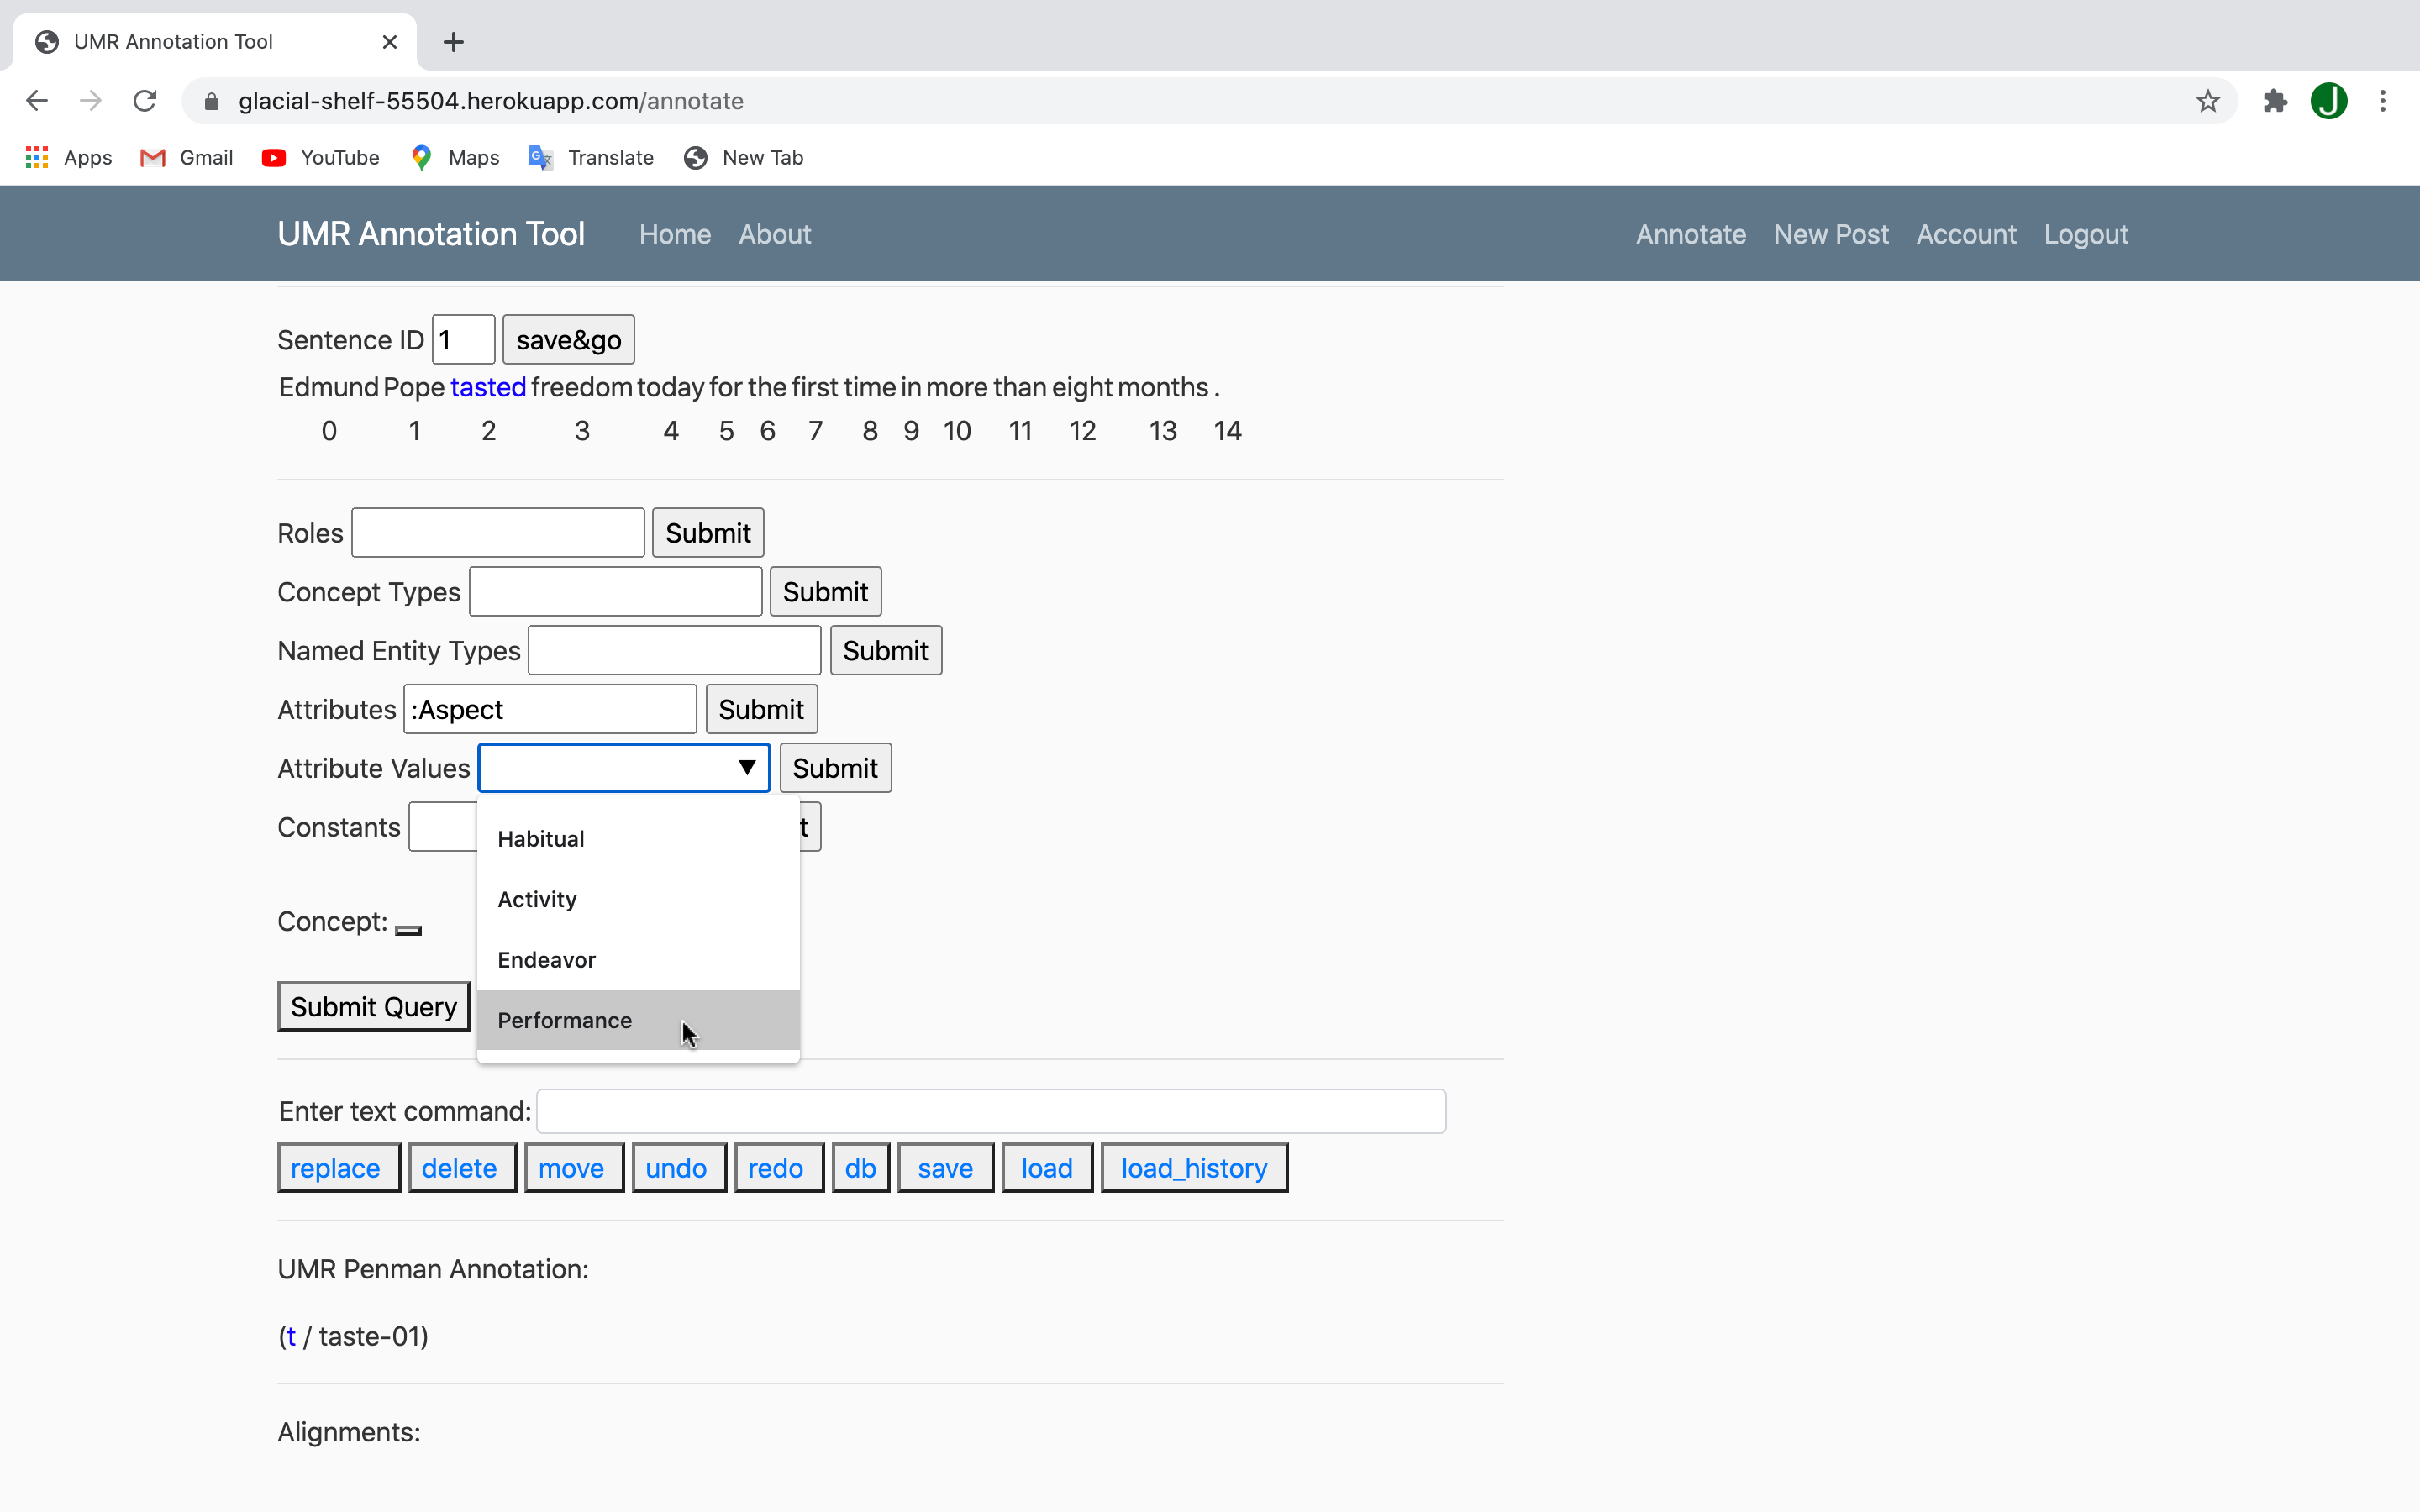 UMR Annotation Tool
glacial-shelf-55504.herokuapp.com/annotate
J
Apps Gmail YouTube Maps Translate New Tab
UMR Annotation Tool Home About Annotate New Post Account Logout
Sentence ID 1 save&go
Edmund Pope tasted freedom today for the first time in more than eight months .
0 1 2 3 4 5 6 7 8 9 10 11 12 13 14
Roles Submit
Concept Types Submit
Named Entity Types Submit
Attributes :Aspect Submit
Attribute Values Submit
Constants t
Habitual
Activity
Concept:
Endeavor
Submit Query
Performance
Enter text command:
replace delete move undo redo db save load load_history
UMR Penman Annotation:
(t / taste-01)
Alignments: